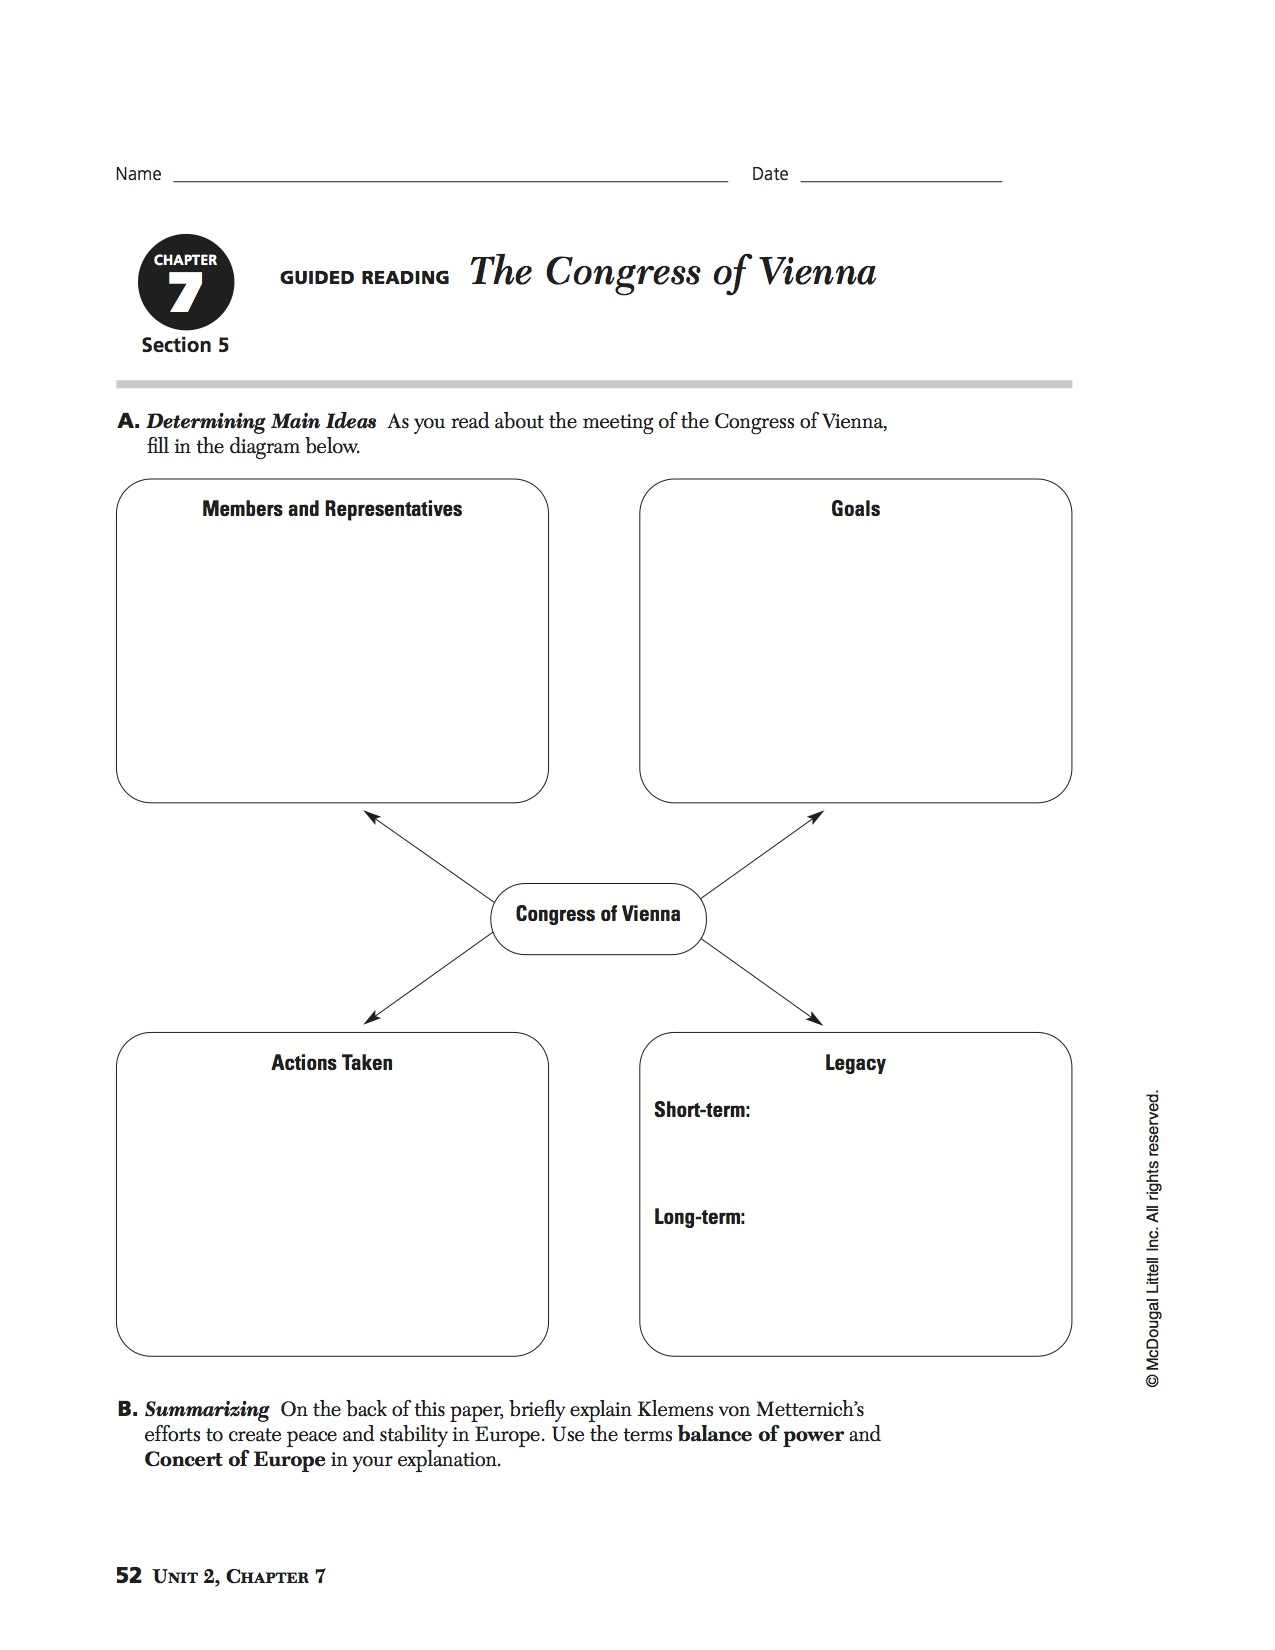 Name Date
CHAPTER
7
Section 5
GUIDED READING The Congress of Vienna
A. Determining Main Ideas As you read about the meeting of the Congress of Vienna,
fill in the diagram below.
Members and Representatives
Goals
Congress of Vienna
Actions Taken
Legacy
Short-term:
Long-term:
© McDougal Littell Inc. All rights reserved.
B. Summarizing On the back of this paper, briefly explain Klemens von Metternich’s
efforts to create peace and stability in Europe. Use the terms balance of power and
Concert of Europe in your explanation.
52 UNIT 2, CHAPTER 7